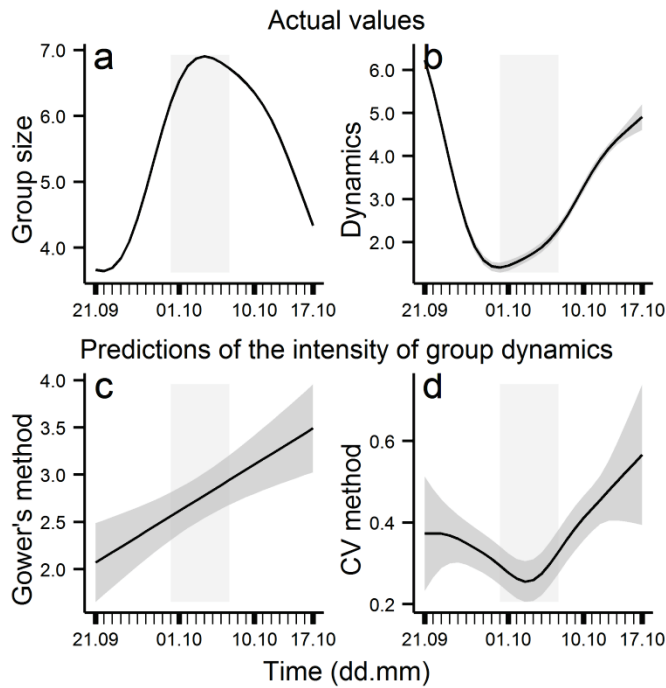 Actual values
a
b
Group size
7.0
6.0
5.0
4.0
21.09 01.10 10.10 17.10
Dynamics
6.0
5.0
4.0
3.0
2.0
21.09 01.10 10.10 17.10
Predictions of the intensity of group dynamics
c
d
Gower's method
4.0
3.5
3.0
2.5
2.0
21.09 01.10 10.10 17.10
CV method
0.6
0.4
0.2
21.09 01.10 10.10 17.10
Time (dd.mm)